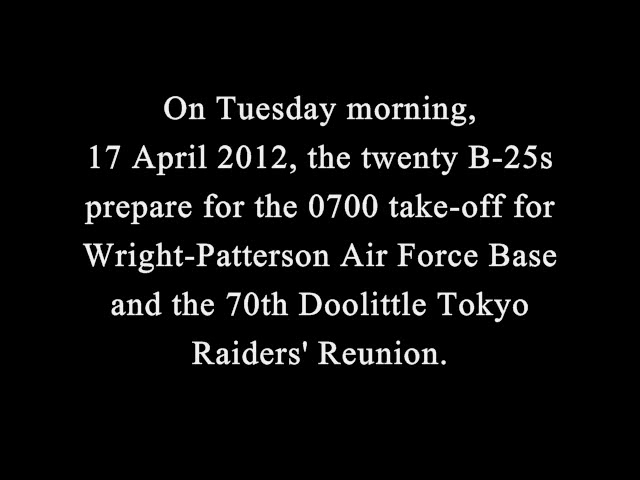 On Tuesday morning,
17 April 2012, the twenty B-25s
prepare for the 0700 take-off for
Wright-Patterson Air Force Base
and the 70th Doolittle Tokyo
Raiders' Reunion.